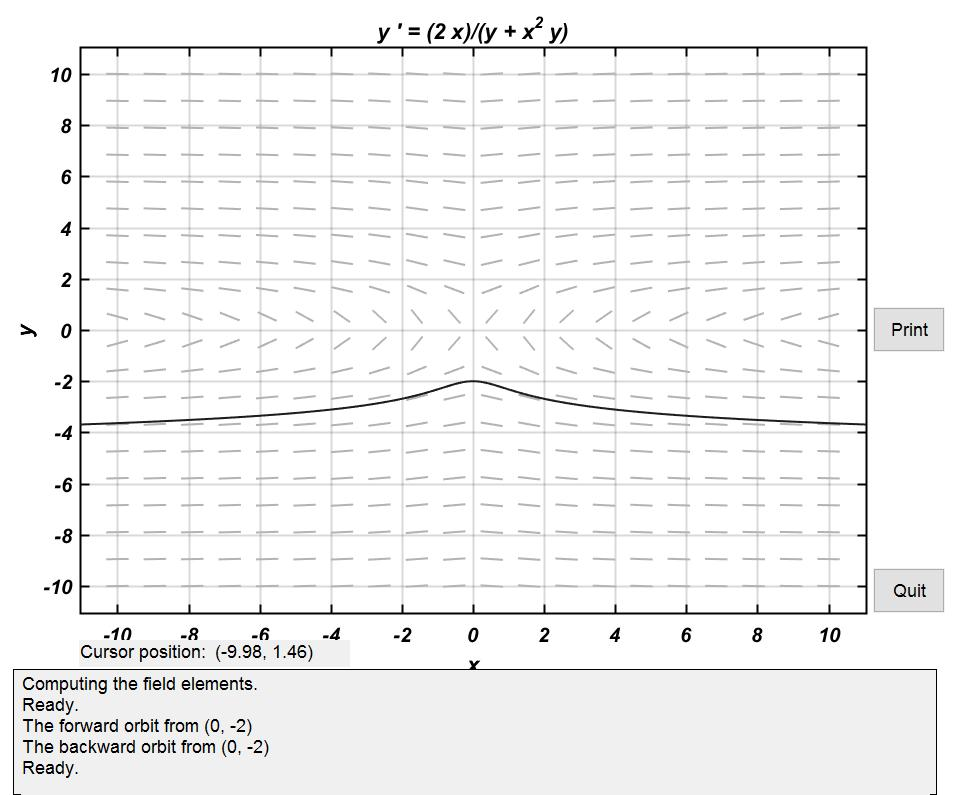 y ' = (2 x)/(y + x² y)
10
8
6
4
2
0
-2
-4
-6
-8
-10
y
-10
-8
-6
-4
-2
0
2
4
6
8
10
x
Print
Quit
Cursor position: (-9.98, 1.46)
Computing the field elements.
Ready.
The forward orbit from (0, -2)
The backward orbit from (0, -2)
Ready.